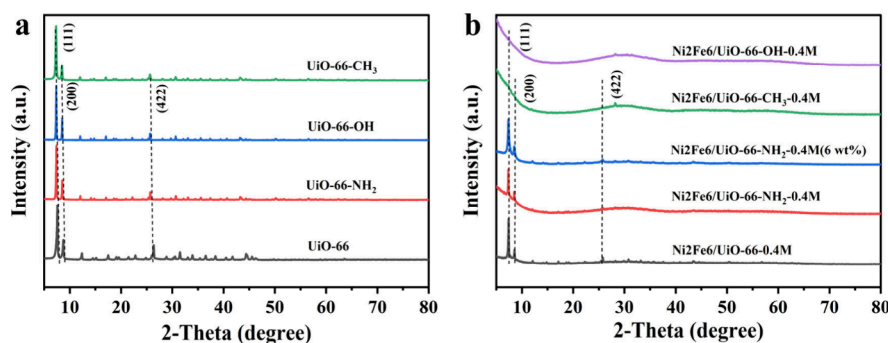 a
(111)
UiO-66-CH3
(200)
(422)
UiO-66-OH
UiO-66-NH2
UiO-66
Intensity (a.u.)
10 20 30 40 50 60 70 80
2-Theta (degree)
b
(111)
Ni2Fe6/UiO-66-OH-0.4M
(200)
(422)
Ni2Fe6/UiO-66-CH3-0.4M
Ni2Fe6/UiO-66-NH2-0.4M(6 wt%)
Ni2Fe6/UiO-66-NH2-0.4M
Ni2Fe6/UiO-66-0.4M
Intensity (a.u.)
10 20 30 40 50 60 70 80
2-Theta (degree)